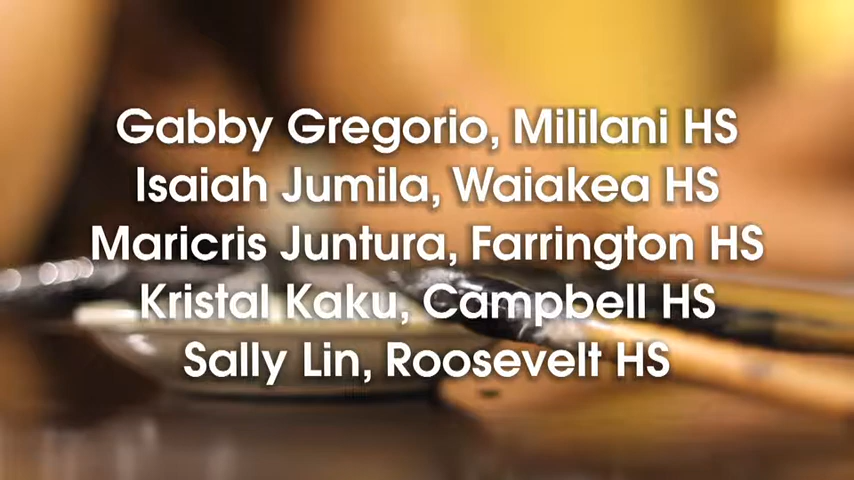 Gabby Gregorio, Mililani HS
Isaiah Jumila, Waiakea HS
Maricris Juntura, Farrington HS
Kristal Kaku, Campbell HS
Sally Lin, Roosevelt HS